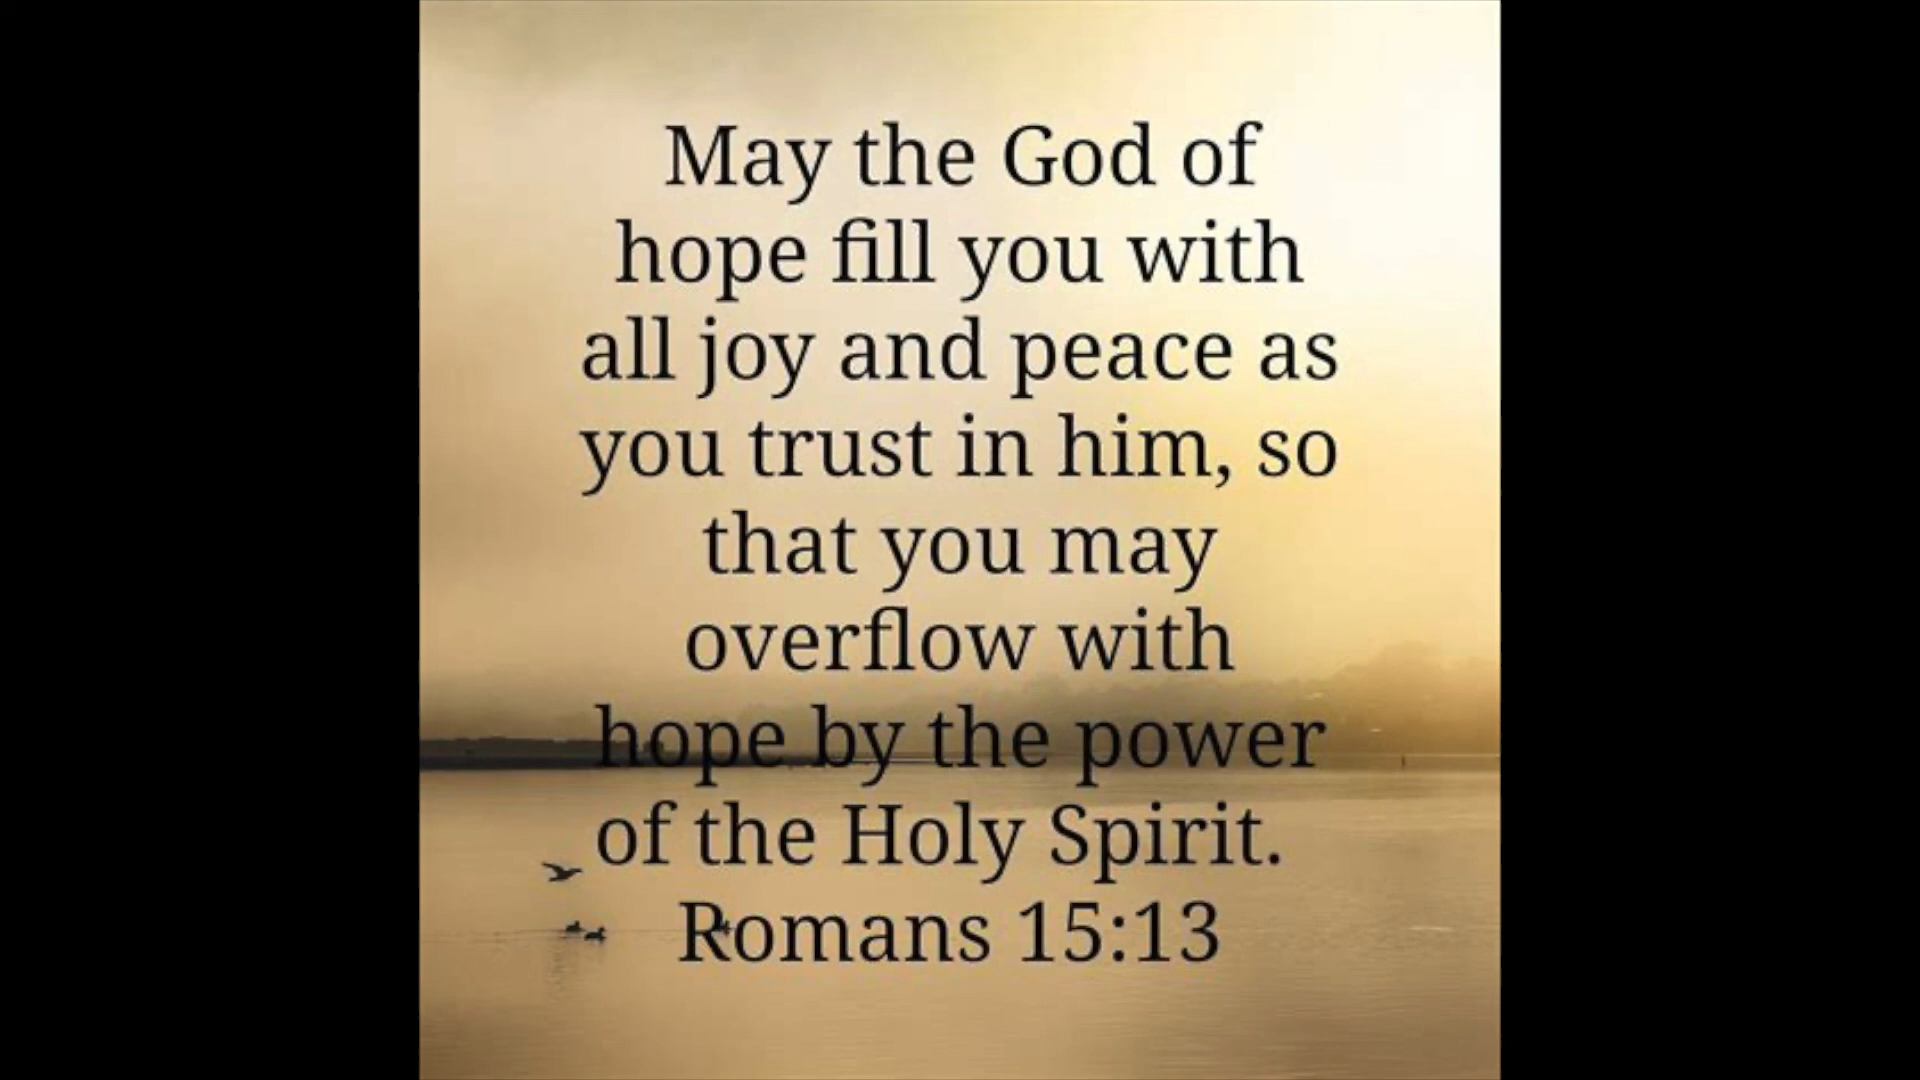 May the God of
hope fill you with
all joy and peace as
you trust in him, so
that you may
overflow with
hope by the power
of the Holy Spirit.
Romans 15:13